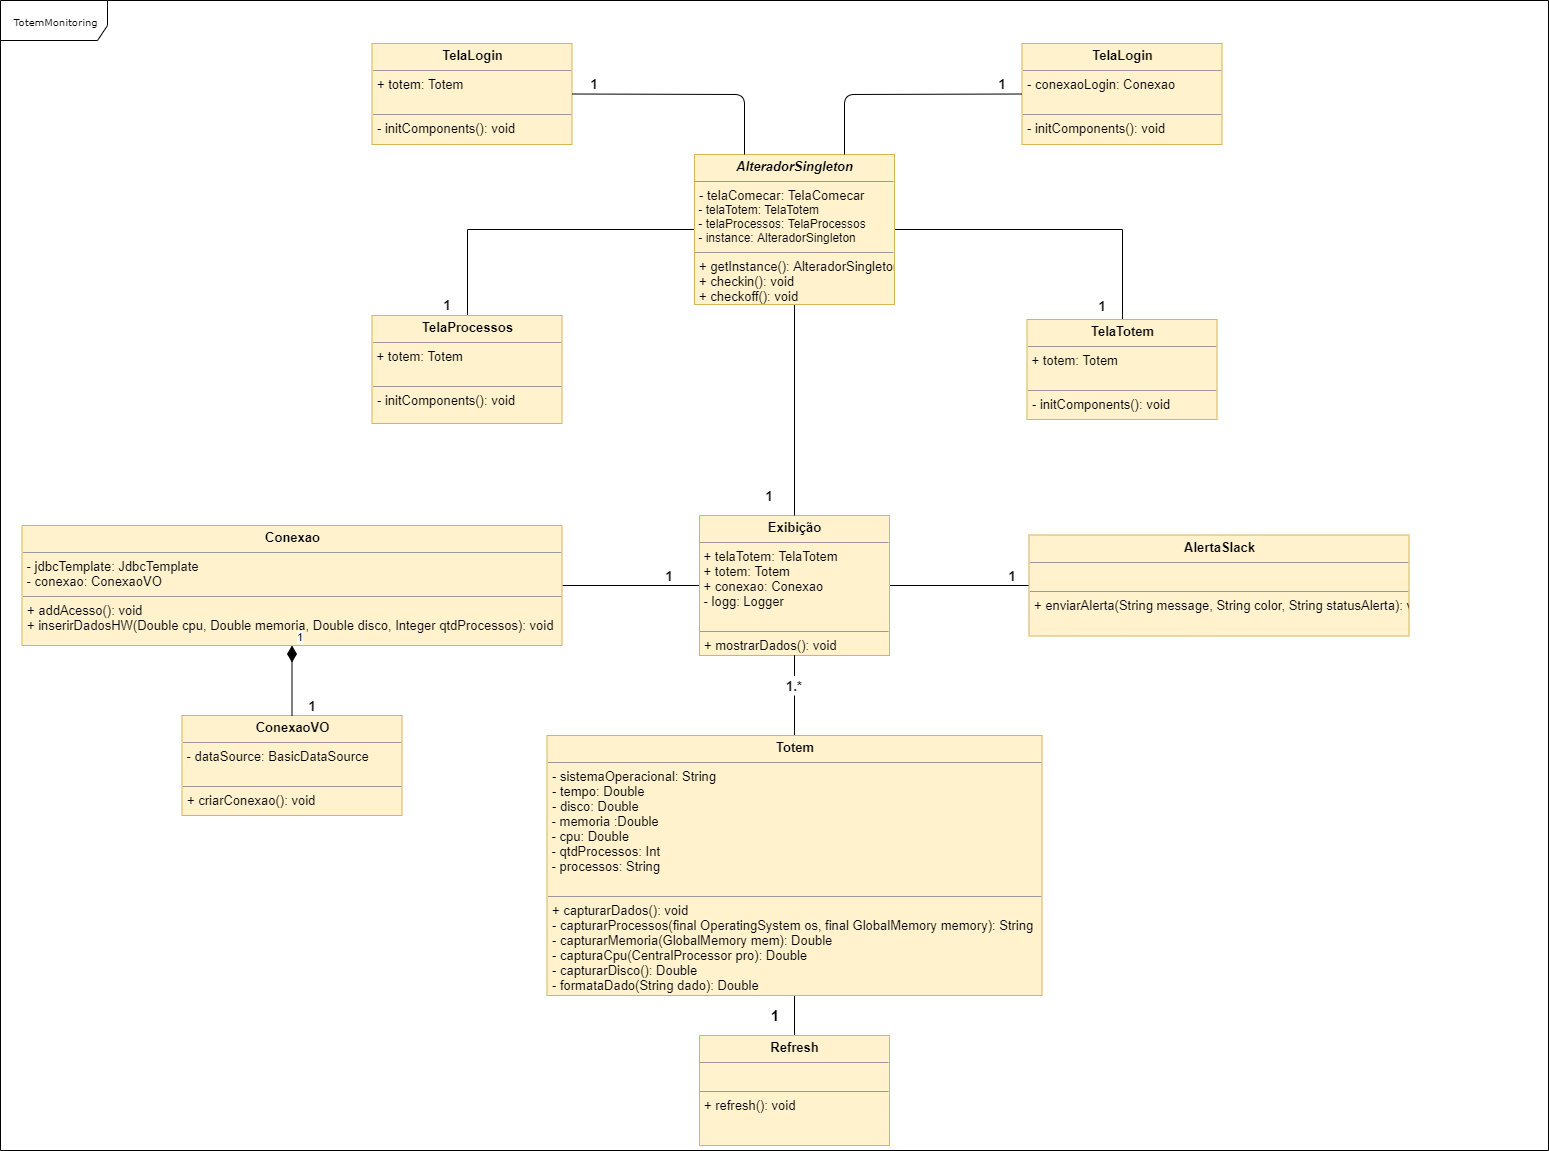 TotemMonitoring
TelaLogin
+ totem: Totem
- initComponents(): void
1
TelaLogin
- conexaoLogin: Conexao
- initComponents(): void
1
AlteradorSingleton
- telaComecar: TelaComecar
- telaTotem: TelaTotem
- telaProcessos: TelaProcessos
- instance: AlteradorSingleton
+ getInstance(): AlteradorSingleto
+ checkin(): void
+ checkoff(): void
1
TelaProcessos
+ totem: Totem
- initComponents(): void
1
TelaTotem
+ totem: Totem
- initComponents(): void
1
Exibição
+ telaTotem: TelaTotem
+ totem: Totem
+ conexao: Conexao
- logg: Logger
+ mostrarDados(): void
Conexao
- jdbcTemplate: JdbcTemplate
- conexao: ConexaoVO
+ addAcesso(): void
+ inserirDadosHW(Double cpu, Double memoria, Double disco, Integer qtdProcessos): void
1
1
1
AlertaSlack
+ enviarAlerta(String message, String color, String statusAlerta):
1
ConexaoVO
- dataSource: BasicDataSource
+ criarConexao(): void
1.*
Totem
- sistemaOperacional: String
- tempo: Double
- disco: Double
- memoria :Double
- cpu: Double
- qtdProcessos: Int
- processos: String
+ capturarDados(): void
- capturarProcessos(final OperatingSystem os, final GlobalMemory memory): String
- capturarMemoria(GlobalMemory mem): Double
- capturaCpu(CentralProcessor pro): Double
- capturarDisco(): Double
- formataDado(String dado): Double
1
Refresh
+ refresh(): void